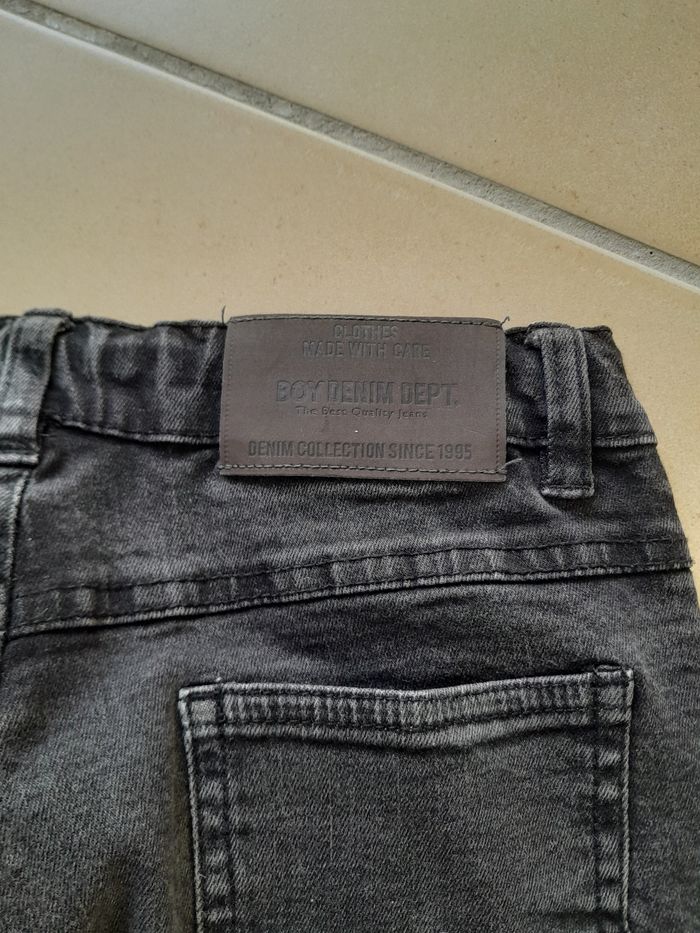 CLOTHES
MADE WITH CARE
BOY DENIM DEPT.
The Best Quality Jeans
DENIM COLLECTION SINCE 1995